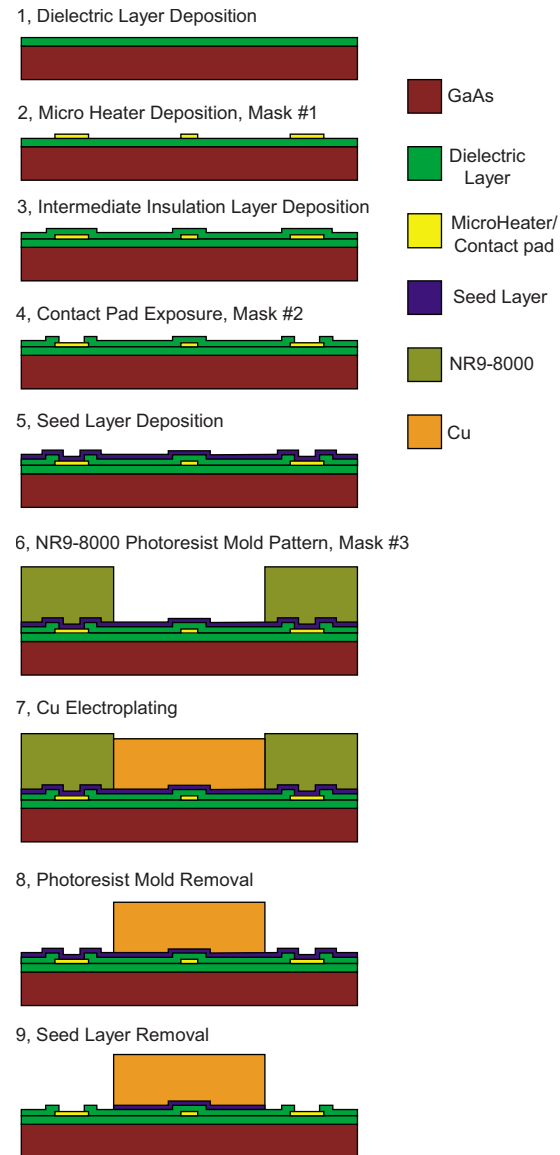 1, Dielectric Layer Deposition
2, Micro Heater Deposition, Mask #1
3, Intermediate Insulation Layer Deposition
4, Contact Pad Exposure, Mask #2
5, Seed Layer Deposition
6, NR9-8000 Photoresist Mold Pattern, Mask #3
7, Cu Electroplating
8, Photoresist Mold Removal
9, Seed Layer Removal
GaAs
Dielectric
Layer
MicroHeater/
Contact pad
Seed Layer
NR9-8000
Cu